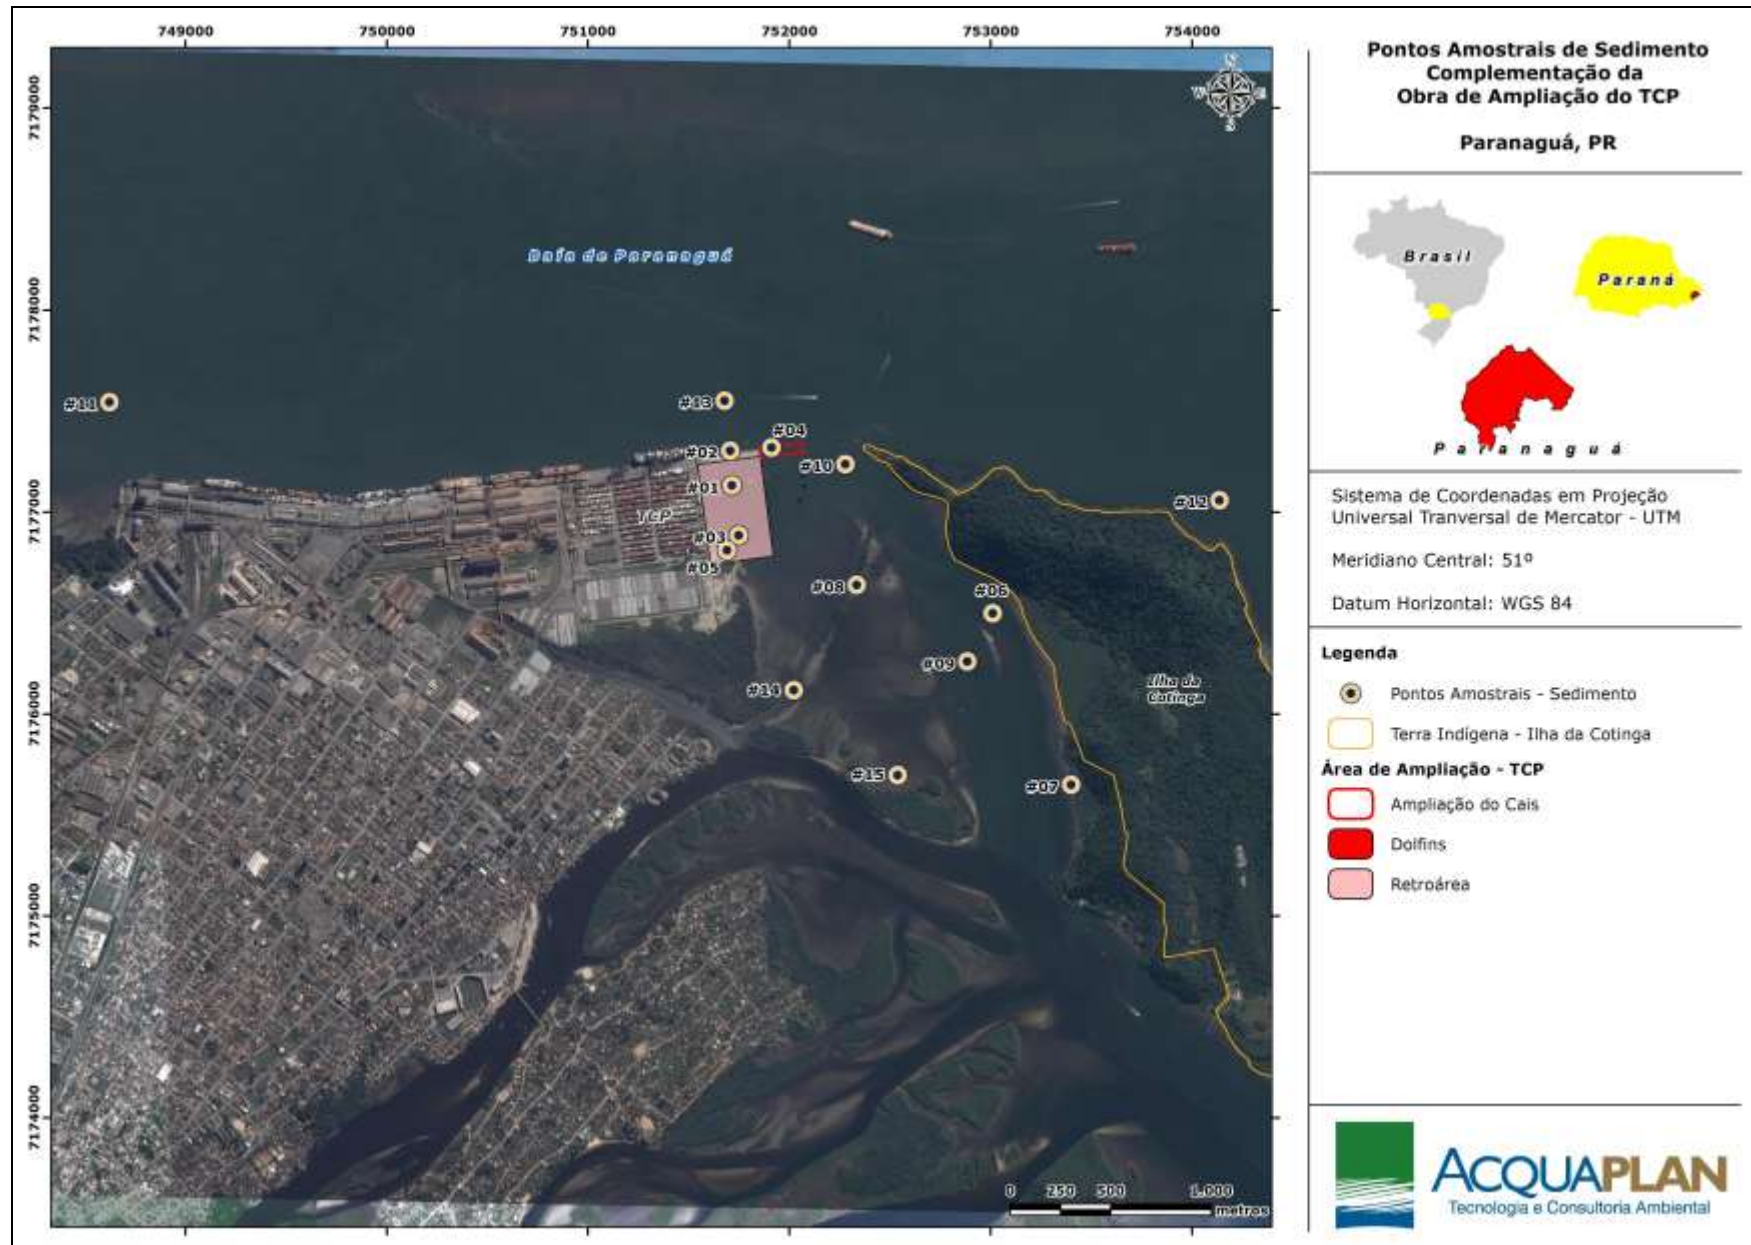 749000
750000
751000
752000
753000
754000
7179000
7178000
7177000
7176000
7175000
7174000
N
W
E
S
Baía de Paranaguá
#11
#13
#04
#02
#10
#01
#12
TCP
#03
#05
#08
#06
#09
#14
Ilha da
Cotinga
#15
#07
0 250 500 1.000
metros
Pontos Amostrais de Sedimento
Complementação da
Obra de Ampliação do TCP
Paranaguá, PR
Brasil
Paraná
Paranaguá
Sistema de Coordenadas em Projeção
Universal Tranversal de Mercator - UTM
Meridiano Central: 51º
Datum Horizontal: WGS 84
Legenda
Pontos Amostrais - Sedimento
Terra Indígena - Ilha da Cotinga
Área de Ampliação - TCP
Ampliação do Cais
Dolfins
Retroárea
ACQUAPLAN
Tecnologia e Consultoria Ambiental